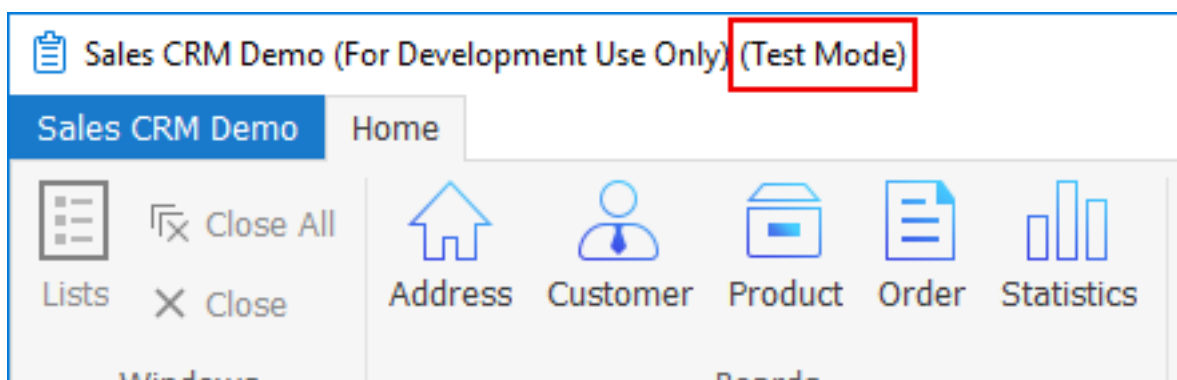 Sales CRM Demo (For Development Use Only) (Test Mode)
Sales CRM Demo Home
Close All
Lists Close
Address Customer Product Order Statistics